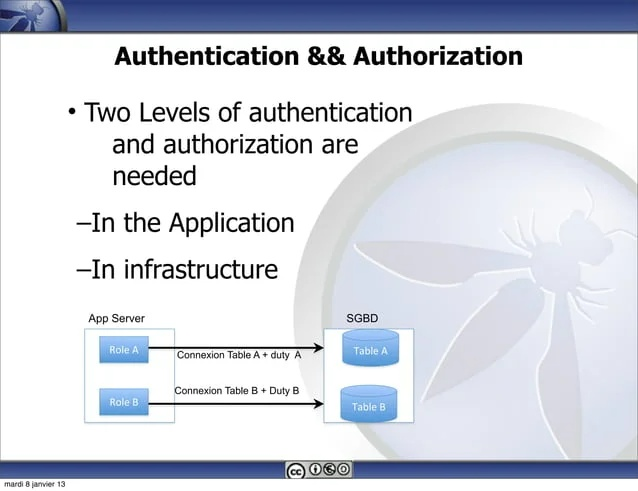 Authentication && Authorization
• Two Levels of authentication
and authorization are
needed
–In the Application
–In infrastructure
App Server
SGBD
Role A
Connexion Table A + duty A
Table A
Connexion Table B + Duty B
Role B
Table B
cc
mardi 8 janvier 13